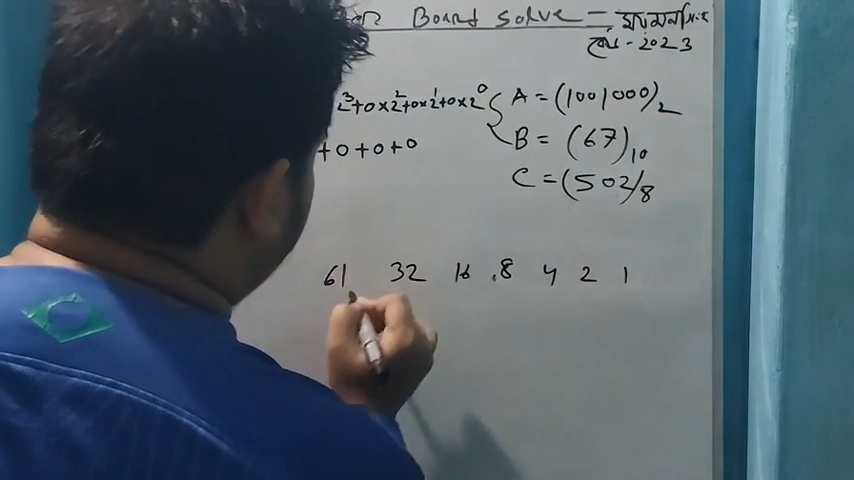 Board solve = ময়মনসিংহ
বোর্ড - 2023
2³+0×2²+0×2¹+0×2⁰ { A = (1001000)₂
+0+0+0 B = (67)₁₀
C = (502)₈
61 32 16 8 4 2 1